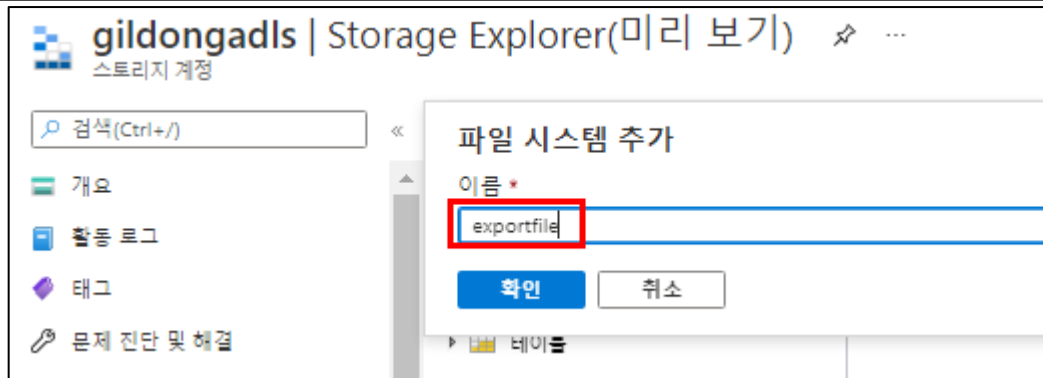 gildongadls | Storage Explorer(미리 보기)
스토리지 계정
검색(Ctrl+/)
파일 시스템 추가
개요
이름 *
exportfile
활동 로그
태그
확인
취소
문제 진단 및 해결
테이블